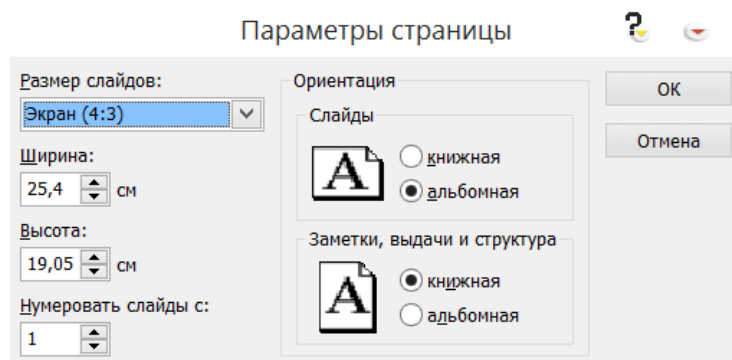 Параметры страницы
?
Размер слайдов:
Экран (4:3)
Ширина:
25,4 см
Высота:
19,05 см
Нумеровать слайды с:
1
Ориентация
Слайды
A
книжная
альбомная
Заметки, выдачи и структура
A
книжная
альбомная
ОК
Отмена